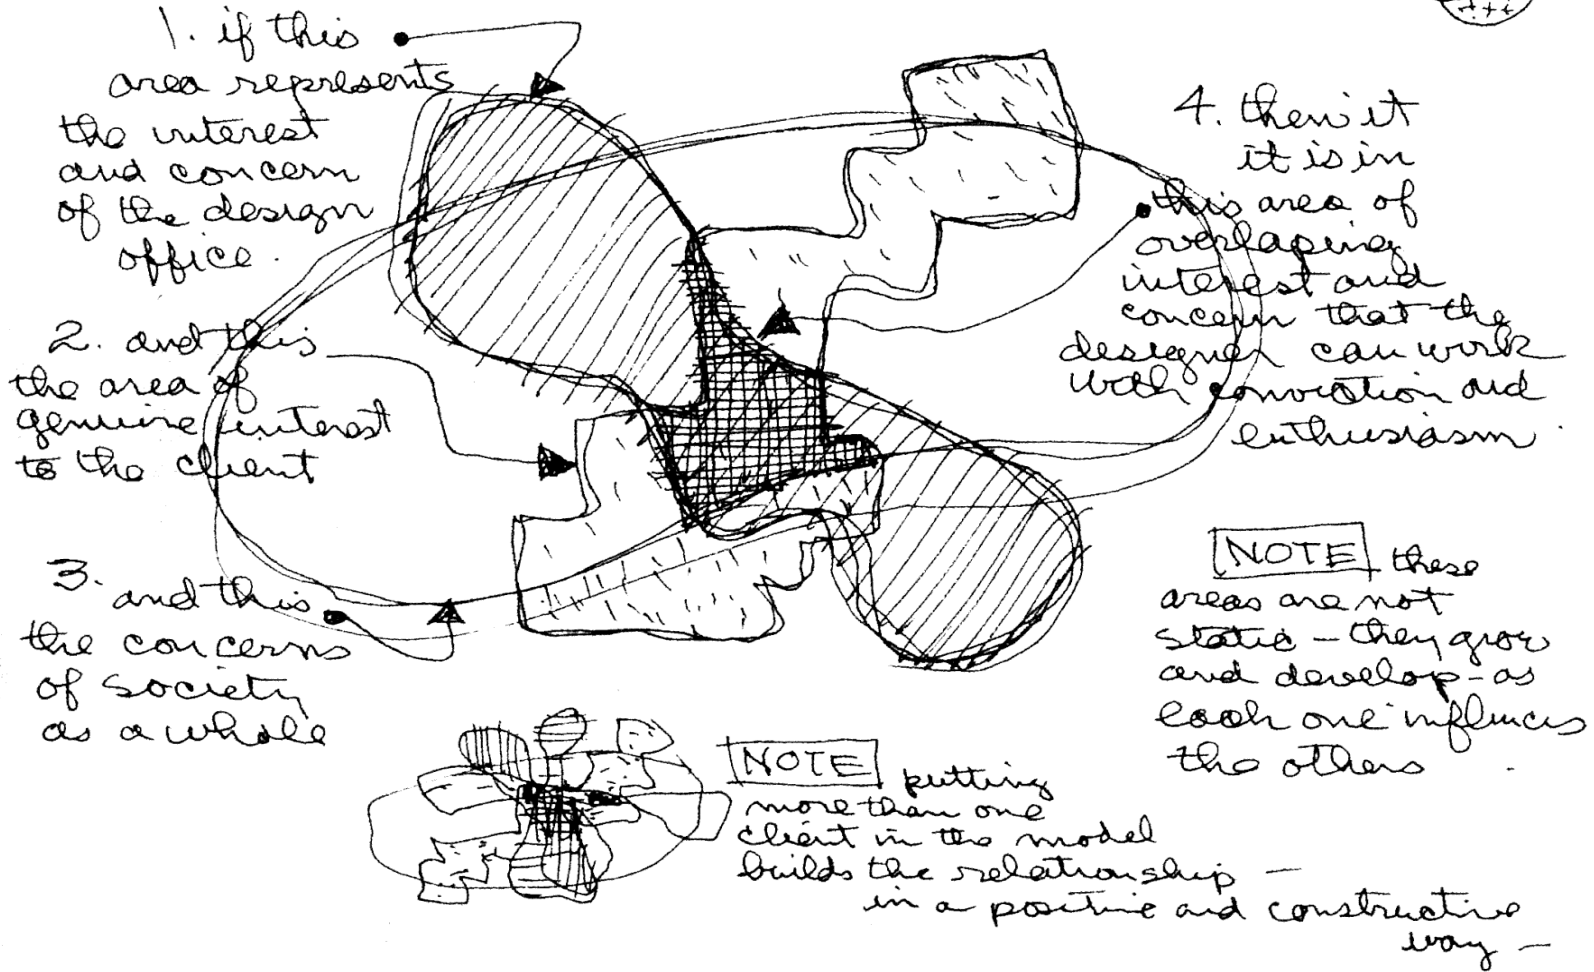 1. if this
area represents
the interest
and concern
of the design
office.
2. and this
the area of
genuine interest
to the client
3. and this
the concerns
of society
as a whole
4. then it
it is in
this area of
overlaping
interest and
concern that the
designer can work
with conviction and
enthusiasm
NOTE these
areas are not
static – they grow
and develop – as
each one influences
the others
NOTE putting
more than one
client in the model
builds the relationship –
in a positive and constructive
way –